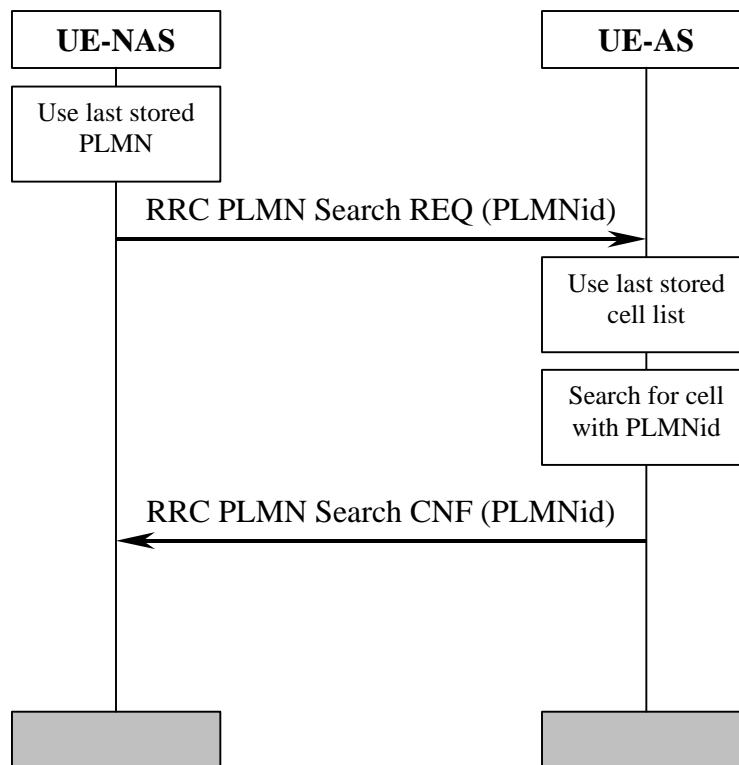 UE-NAS
UE-AS
Use last stored
PLMN
RRC PLMN Search REQ (PLMNid)
Use last stored
cell list
Search for cell
with PLMNid
RRC PLMN Search CNF (PLMNid)